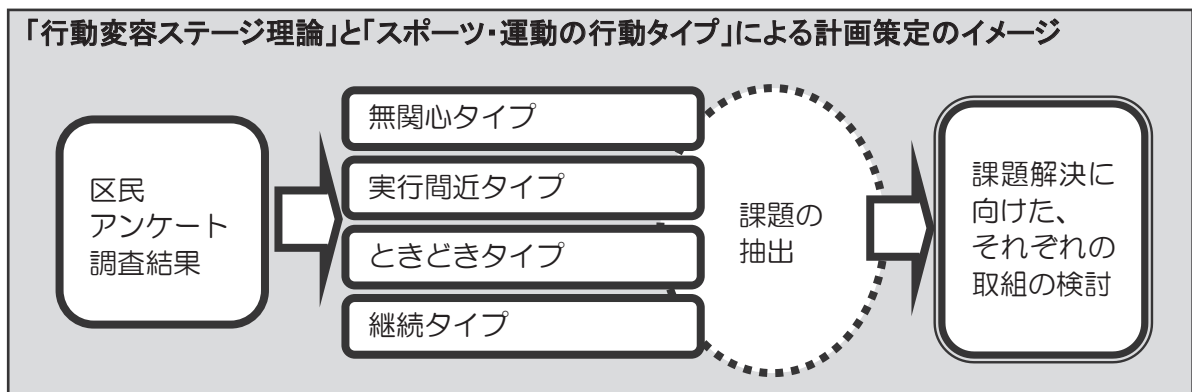 「行動変容ステージ理論」と「スポーツ・運動の行動タイプ」による計画策定のイメージ
区民
アンケート
調査結果
無関心タイプ
実行間近タイプ
ときどきタイプ
継続タイプ
課題の
抽出
課題解決に
向けた、
それぞれの
取組の検討